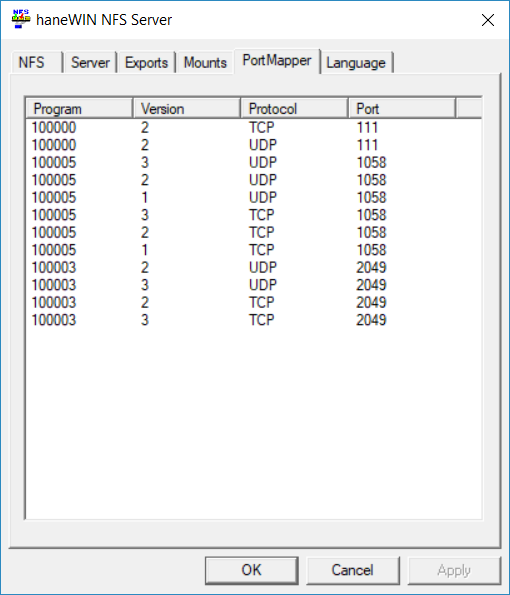 haneWIN NFS Server
NFS Server Exports Mounts PortMapper Language
Program Version Protocol Port
100000 2 TCP 111
100000 2 UDP 111
100005 3 UDP 1058
100005 2 UDP 1058
100005 1 UDP 1058
100005 3 TCP 1058
100005 2 TCP 1058
100005 1 TCP 1058
100003 2 UDP 2049
100003 3 UDP 2049
100003 2 TCP 2049
100003 3 TCP 2049
OK Cancel Apply